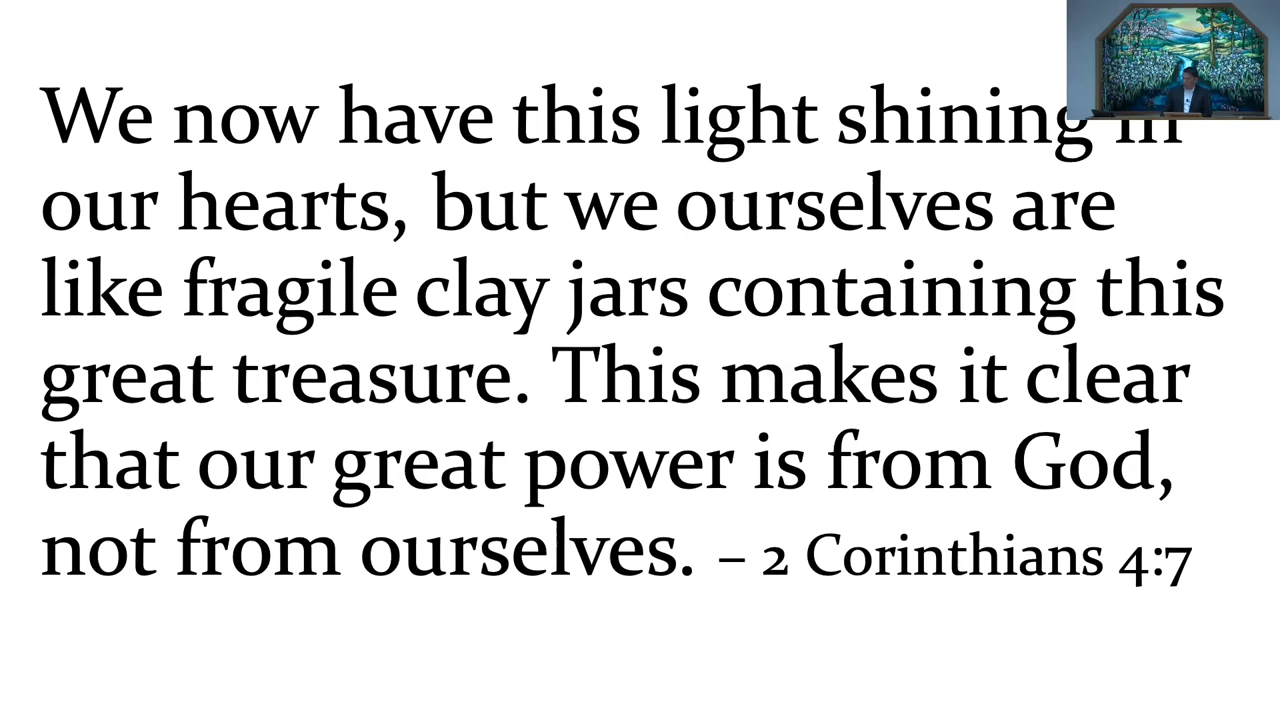 We now have this light shining in
our hearts, but we ourselves are
like fragile clay jars containing this
great treasure. This makes it clear
that our great power is from God,
not from ourselves. – 2 Corinthians 4:7